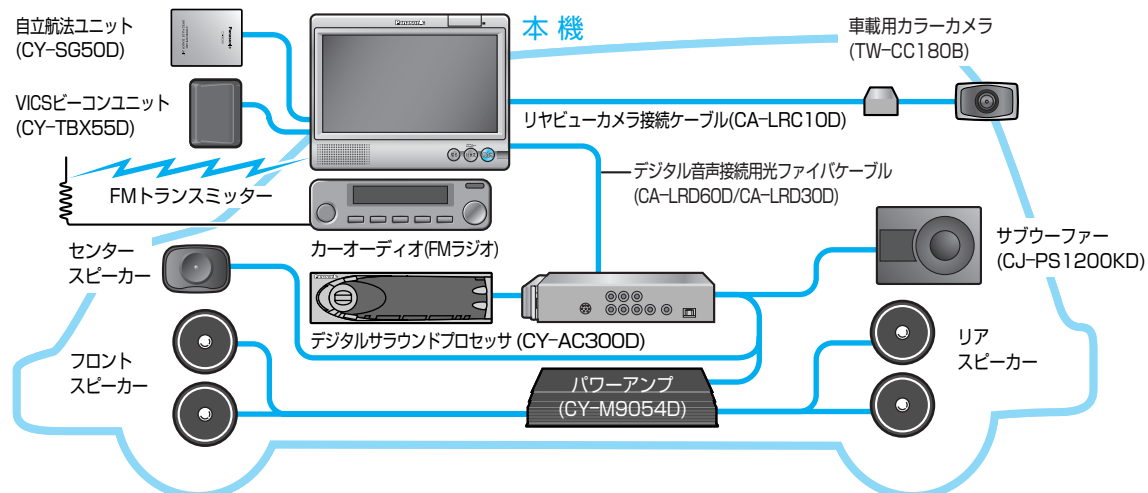 自立航法ユニット
(CY-SG50D)
Panasonic
本 機
車載用カラーカメラ
(TW-CC180B)
VICSビーコンユニット
(CY-TBX55D)
リヤビューカメラ接続ケーブル(CA-LRC10D)
デジタル音声接続用光ファイバケーブル
(CA-LRD60D/CA-LRD30D)
FMトランスミッター
カーオーディオ(FMラジオ)
センター
スピーカー
サブウーファー
(CJ-PS1200KD)
Panasonic
デジタルサラウンドプロセッサ (CY-AC300D)
フロント
スピーカー
リア
スピーカー
パワーアンプ
(CY-M9054D)